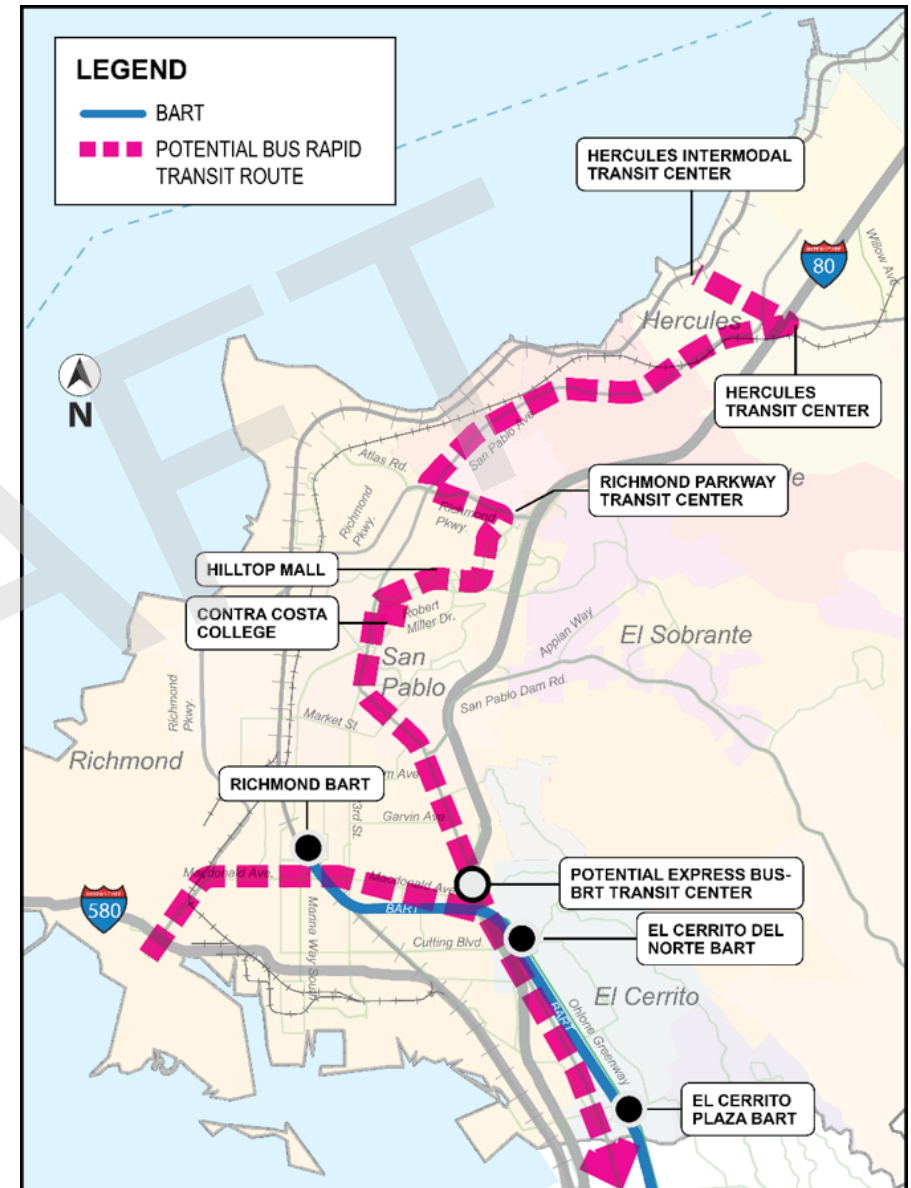 LEGEND
BART
POTENTIAL BUS RAPID
TRANSIT ROUTE
HERCULES INTERMODAL
TRANSIT CENTER
80
Willow Ave
Hercules
N
HERCULES
TRANSIT CENTER
San Pablo Ave
Atlas Rd.
RICHMOND PARKWAY
TRANSIT CENTER
Richmond
Pkwy.
Richmond
Pkwy.
HILLTOP MALL
CONTRA COSTA
COLLEGE
Robert
Miller Dr.
Appian Way
El Sobrante
San
Pablo
San Pablo Dam Rd.
Richmond
Pkwy.
Market St.
Richmond
RICHMOND BART
Ave
3rd St.
Garvin Ave.
Macdonald Ave.
Macdonald Ave
POTENTIAL EXPRESS BUS-
BRT TRANSIT CENTER
580
BART
Cutting Blvd
EL CERRITO DEL
NORTE BART
Marina Way South
El Cerrito
BART
Ohlone Greenway
EL CERRITO
PLAZA BART